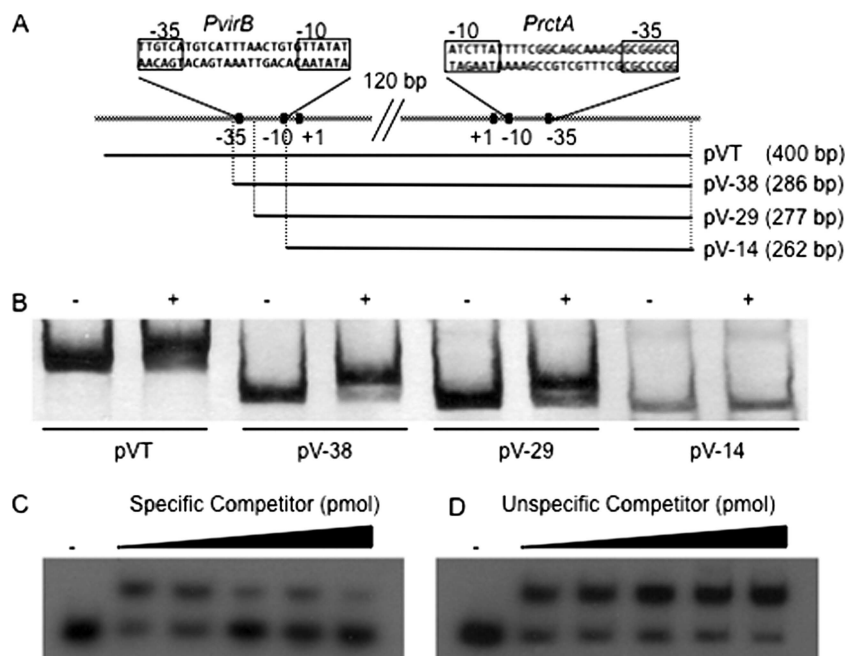 A
PvirB
PrctA
-35
-10
-10
-35
TTGTCATGTCATTTAACTGTGTTATAT
AACAGTACAGTAAATTGACACAATATA
ATCTTATTTTCGGCAGCAAAGCGCGGGCC
TAGAATAAAAGCCGTCGTTTCGCGCCCGG
120 bp
-35
-10
+1
+1
-10
-35
pVT (400 bp)
pV-38 (286 bp)
pV-29 (277 bp)
pV-14 (262 bp)
B
- + - + - + - +
pVT pV-38 pV-29 pV-14
C
Specific Competitor (pmol)
-
D
Unspecific Competitor (pmol)
-